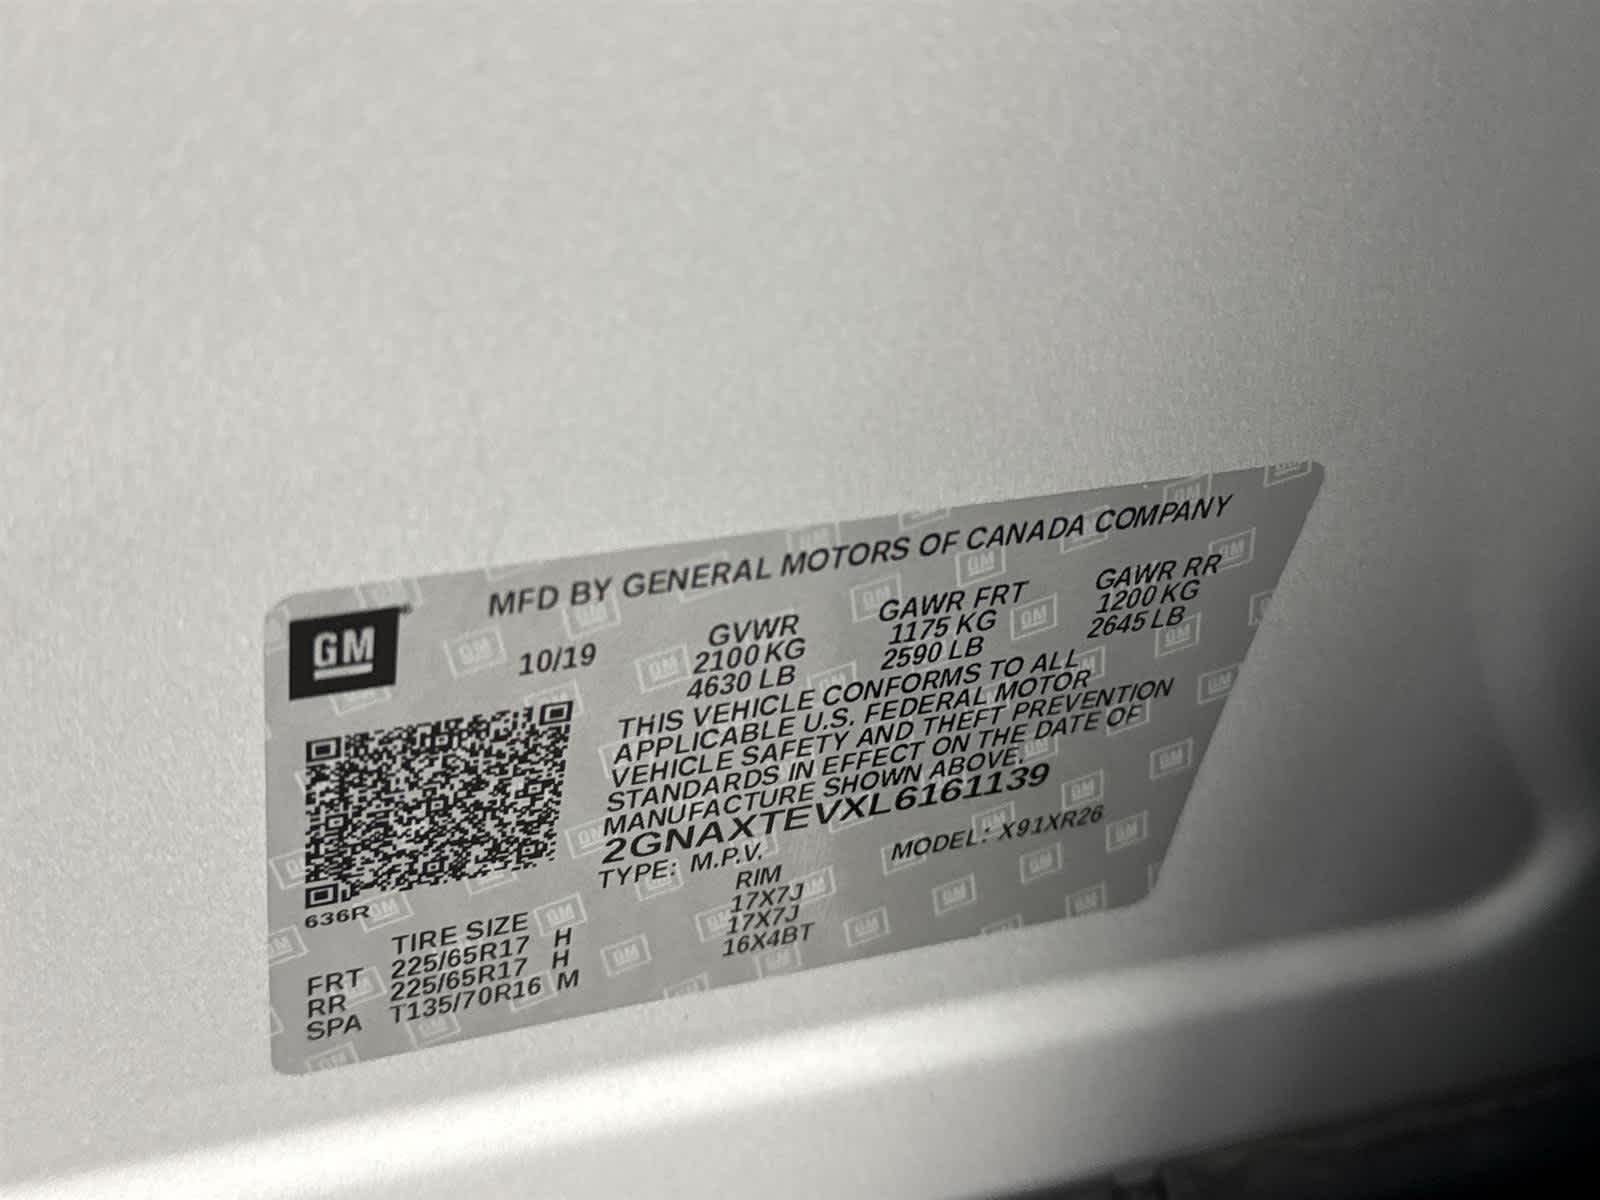 MFD BY GENERAL MOTORS OF CANADA COMPANY
GM
10/19
GVWR
2100 KG
4630 LB
GAWR FRT
1175 KG
2590 LB
GAWR RR
1200 KG
2645 LB
THIS VEHICLE CONFORMS TO ALL
APPLICABLE U.S. FEDERAL MOTOR
VEHICLE SAFETY AND THEFT PREVENTION
STANDARDS IN EFFECT ON THE DATE OF
MANUFACTURE SHOWN ABOVE.
2GNAXTEVXL6161139
TYPE: M.P.V. MODEL: X91XR26
636R
TIRE SIZE RIM
FRT 225/65R17 H 17X7J
RR 225/65R17 H 17X7J
SPA T135/70R16 M 16X4BT